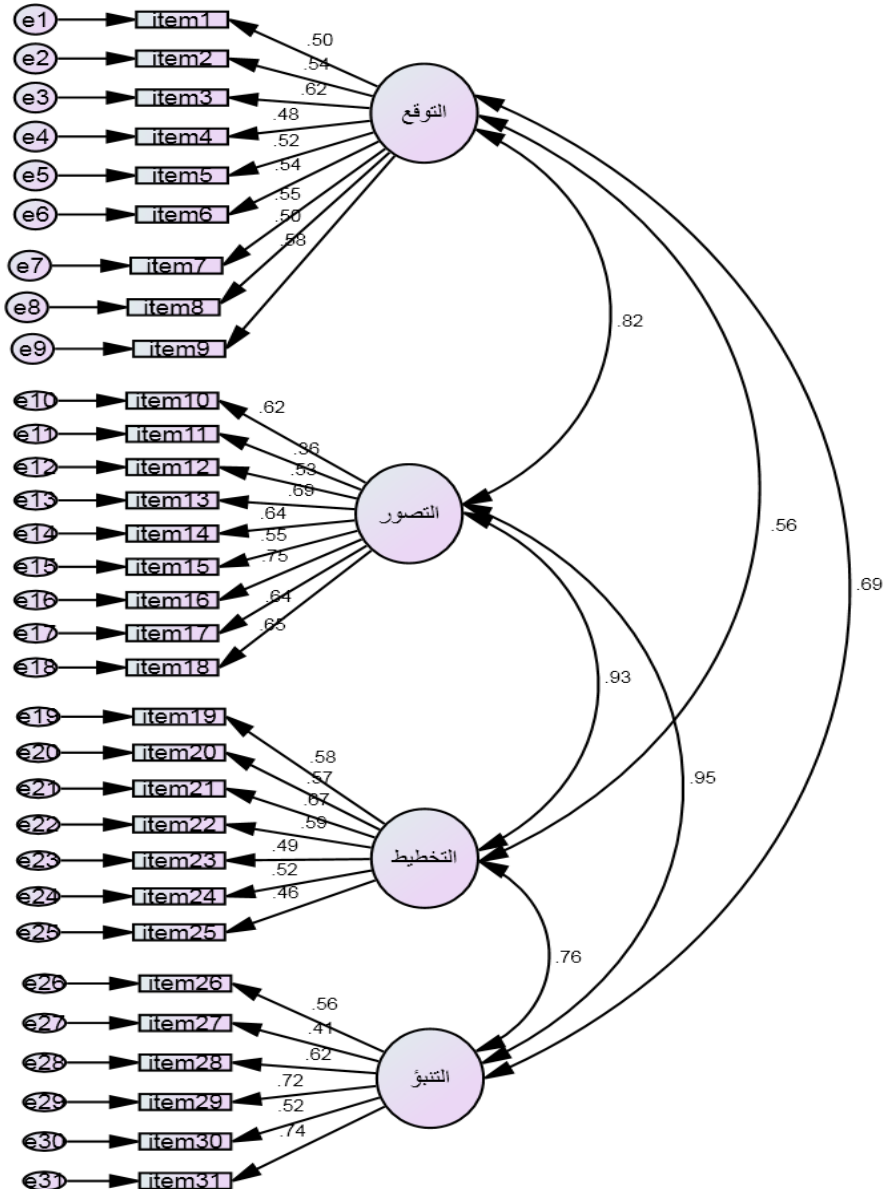 e1 item1
.50
e2 item2
.54
e3 item3
.62
التوقع
e4 item4
.48
e5 item5
.52
.54
e6 item6
.55
.50
.58
e7 item7
e8 item8
e9 item9
.82
e10 item10
.62
e11 item11
.36
e12 item12
.53
e13 item13
.69
التصور
e14 item14
.64
.55
e15 item15
.75
e16 item16
.64
e17 item17
.65
e18 item18
.56
.69
.93
e19 item19
.58
e20 item20
.57
e21 item21
.67
.95
e22 item22
.59
e23 item23
.49
التخطيط
e24 item24
.52
.46
e25 item25
.76
e26 item26
.56
e27 item27
.41
e28 item28
.62
التنبؤ
e29 item29
.72
.52
e30 item30
.74
e31 item31